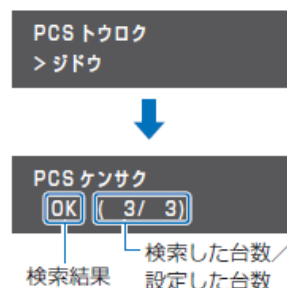 PCS トウロク
> ジドウ
PCS ケンサク
OK ( 3/ 3)
検索した台数／
検索結果 設定した台数